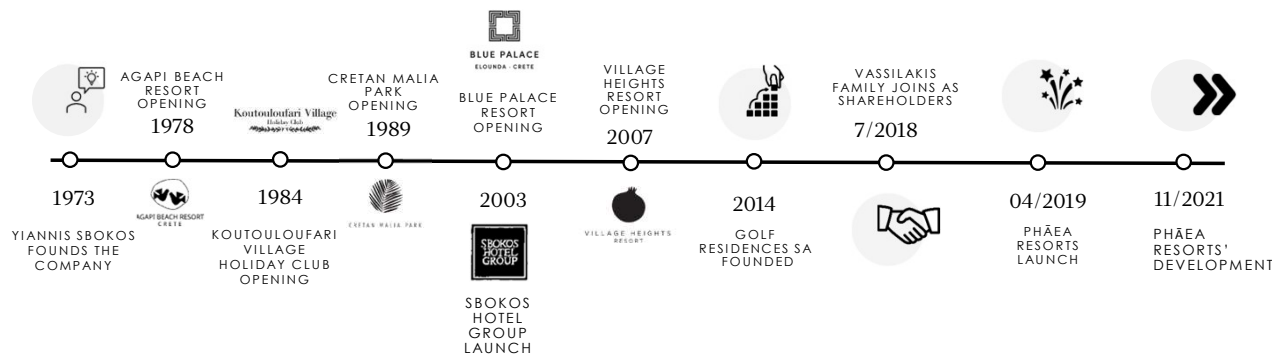 1973
YIANNIS SBOKOS
FOUNDS THE
COMPANY
AGAPI BEACH
RESORT
OPENING
1978
AGAPI BEACH RESORT
CRETE
Koutouloufari Village
Holiday Club
1984
KOUTOULOUFARI
VILLAGE
HOLIDAY CLUB
OPENING
CRETAN MALIA
PARK
OPENING
1989
CRETAN MALIA PARK
BLUE PALACE
ELOUNDA · CRETE
BLUE PALACE
RESORT
OPENING
2003
SBOKOS
HOTEL
GROUP
SBOKOS
HOTEL
GROUP
LAUNCH
VILLAGE
HEIGHTS
RESORT
OPENING
2007
VILLAGE HEIGHTS
RESORT
2014
GOLF
RESIDENCES SA
FOUNDED
VASSILAKIS
FAMILY JOINS AS
SHAREHOLDERS
7/2018
04/2019
PHĀEA
RESORTS
LAUNCH
11/2021
PHĀEA
RESORTS'
DEVELOPMENT